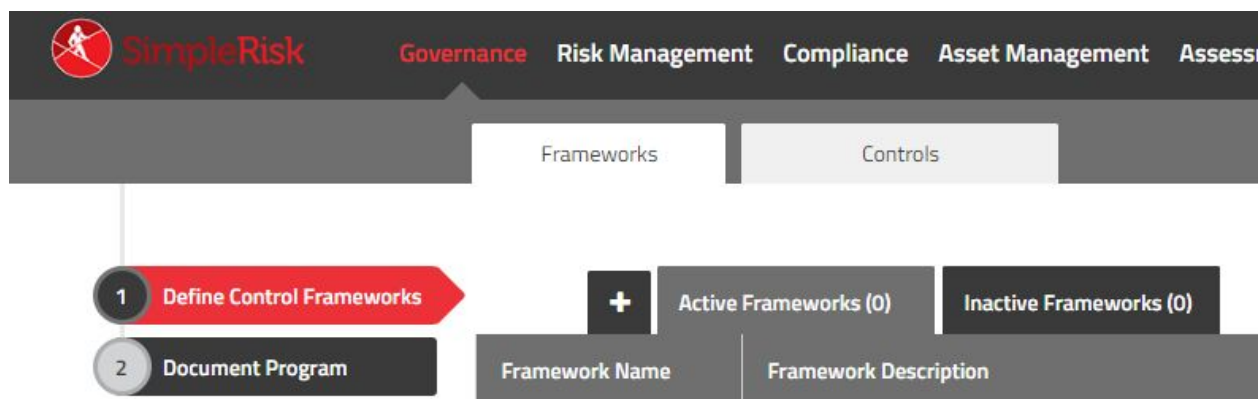 SimpleRisk Governance Risk Management Compliance Asset Management
Frameworks Controls
1 Define Control Frameworks + Active Frameworks (0) Inactive Frameworks (0)
2 Document Program Framework Name Framework Description